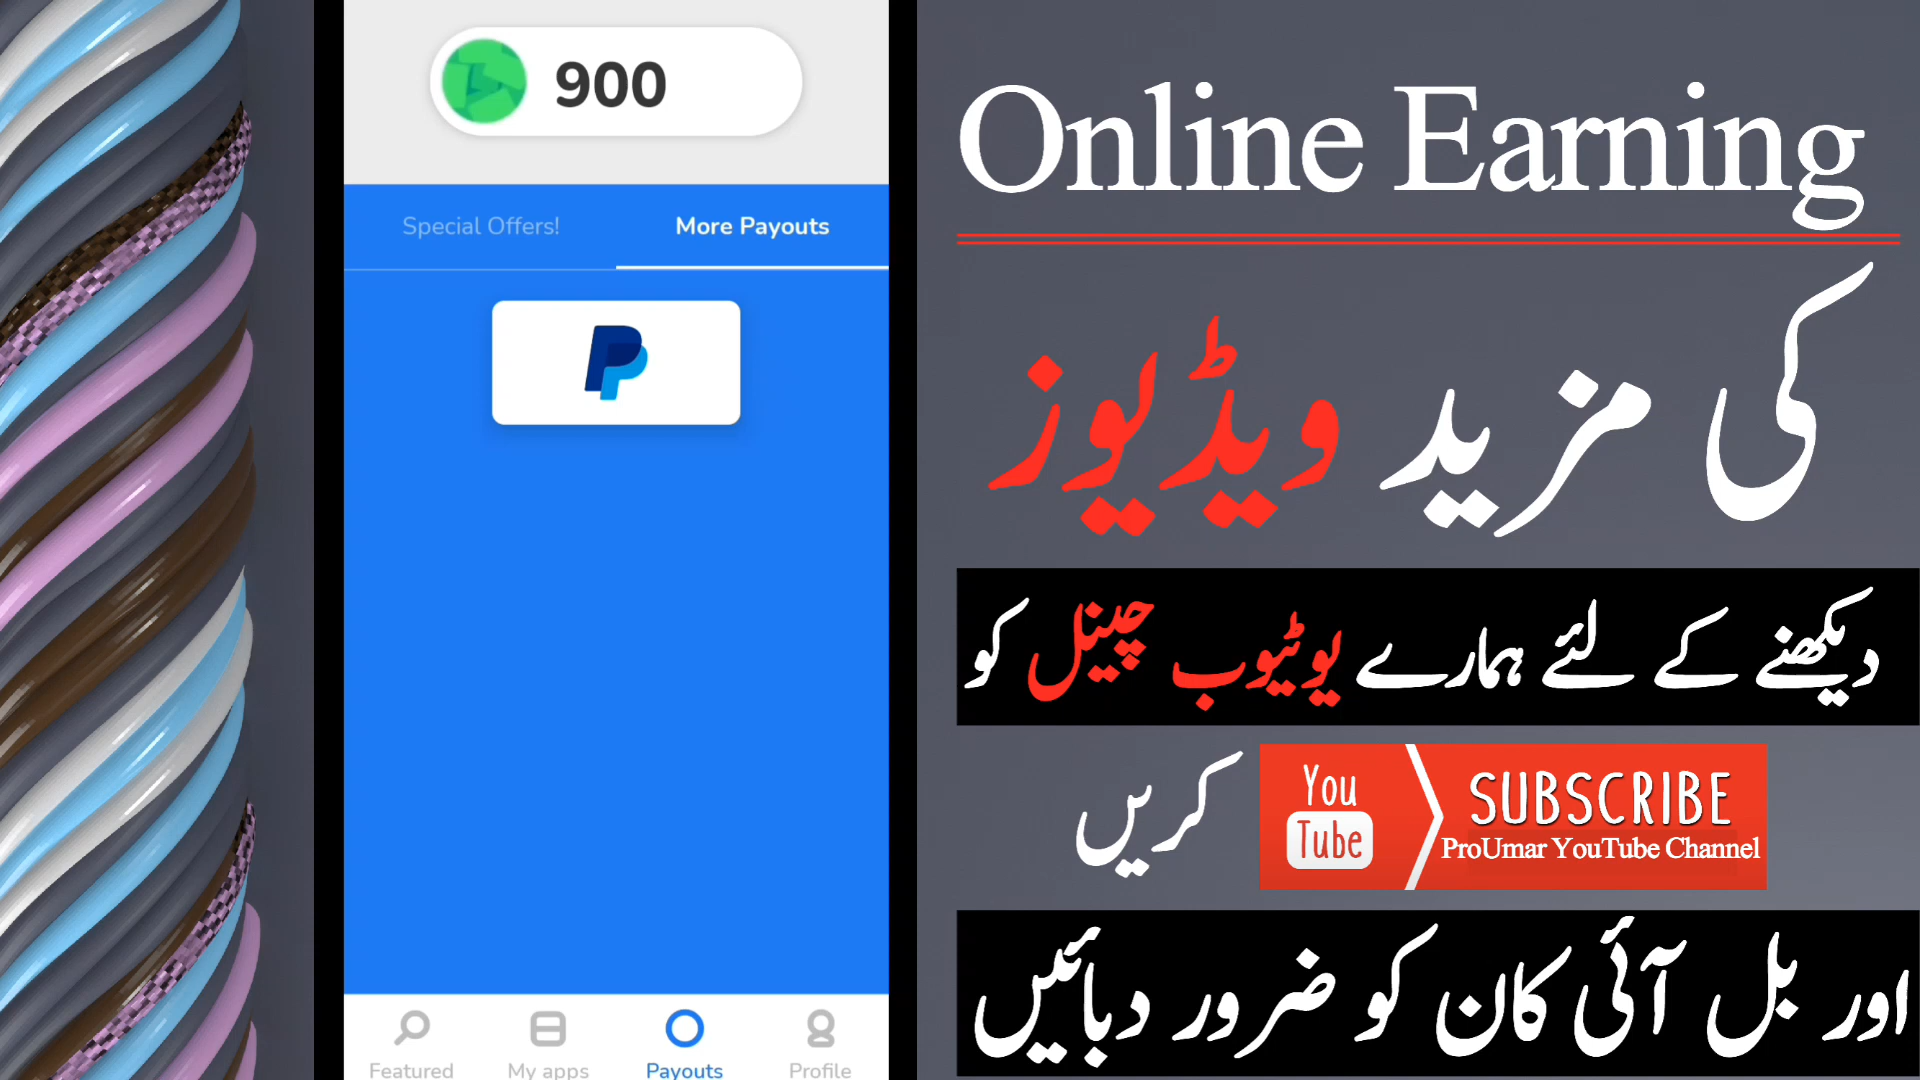 900
Special Offers!
More Payouts
Featured
My apps
Payouts
Profile
Online Earning
کی مزید ویڈیوز
دیکھنے کے لئے ہمارے یوٹیوب چینل کو
You
Tube
SUBSCRIBE
ProUmar YouTube Channel
کریں
اور بل آئی کان کو ضرور دبائیں